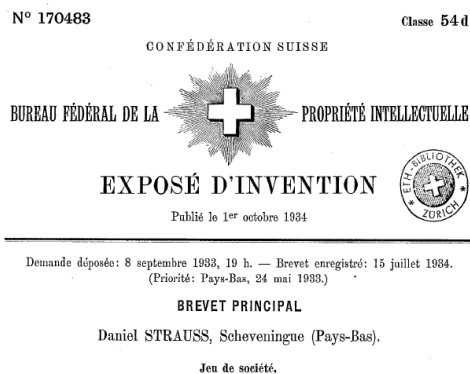 Nº 170483
Classe 54d
CONFÉDÉRATION SUISSE
BUREAU FÉDÉRAL DE LA PROPRIÉTÉ INTELLECTUELLE
EXPOSÉ D'INVENTION
ETH-BIBLIOTHEK
* ZÜRICH *
Publié le 1er octobre 1934
Demande déposée: 8 septembre 1933, 19 h. — Brevet enregistré: 15 juillet 1934.
(Priorité: Pays-Bas, 24 mai 1933.)
BREVET PRINCIPAL
Daniel STRAUSS, Scheveningue (Pays-Bas).
Jeu de société.